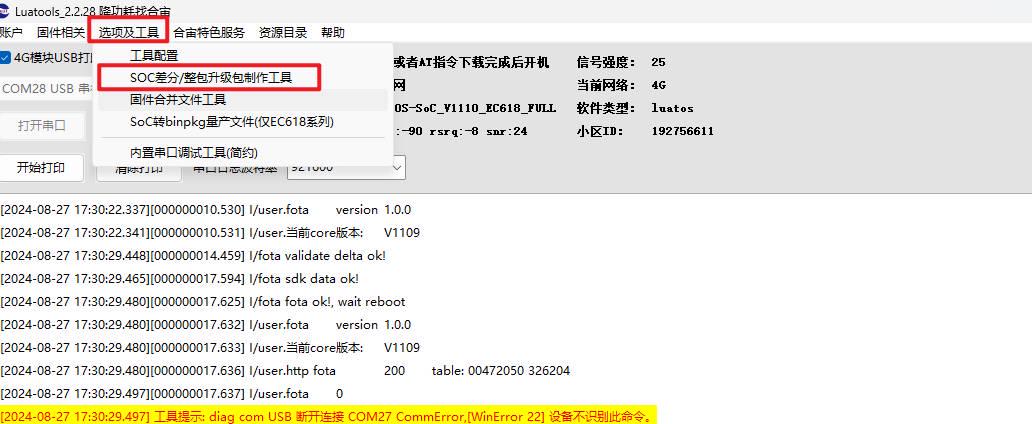 Luatools_2.2.28 降功耗找合宙
账户 固件相关 选项及工具 合宙特色服务 资源目录 帮助
4G模块USB打 或者AT指令下载完成后开机 信号强度: 25
工具配置
SOC差分/整包升级包制作工具
固件合并文件工具
SoC转binpkg量产文件(仅EC618系列)
内置串口调试工具(简约)
COM28 USB 串 网 当前网络: 4G
OS-SoC_V1110_EC618_FULL 软件类型: luatos
打开串口 :-90 rsrq:-8 snr:24 小区ID: 192756611
开始打印 清除打印 串口日志波特率 921600
[2024-08-27 17:30:22.337][000000010.530] I/user.fota version 1.0.0
[2024-08-27 17:30:22.341][000000010.531] I/user.当前core版本: V1109
[2024-08-27 17:30:29.448][000000014.459] I/fota validate delta ok!
[2024-08-27 17:30:29.465][000000017.594] I/fota sdk data ok!
[2024-08-27 17:30:29.480][000000017.625] I/fota fota ok!, wait reboot
[2024-08-27 17:30:29.480][000000017.632] I/user.fota version 1.0.0
[2024-08-27 17:30:29.480][000000017.633] I/user.当前core版本: V1109
[2024-08-27 17:30:29.480][000000017.636] I/user.http fota 200 table: 00472050 326204
[2024-08-27 17:30:29.480][000000017.637] I/user.fota 0
[2024-08-27 17:30:29.497] 工具提示: diag com USB 断开连接 COM27 CommError,[WinError 22] 设备不识别此命令。